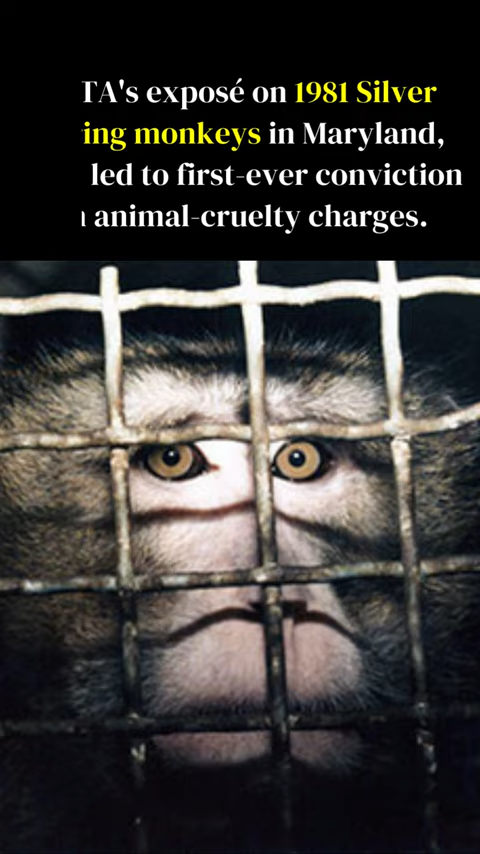 TA's exposé on 1981 Silver
ing monkeys in Maryland,
led to first-ever conviction
animal-cruelty charges.